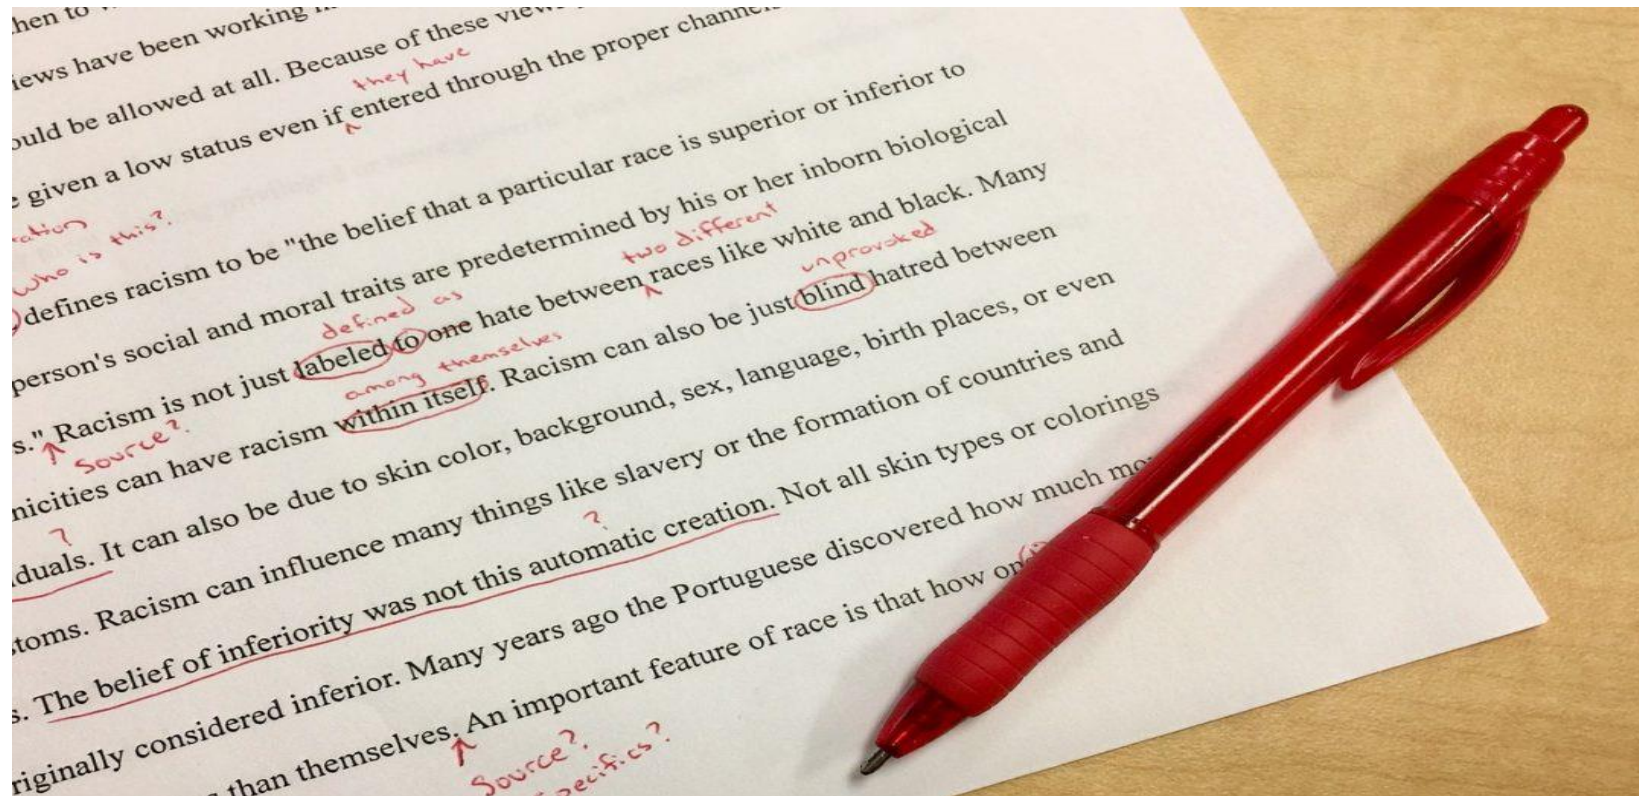 hen to
iews have been working
ould be allowed at all. Because of these views
they have
given a low status even if entered through the proper channels
ation
who is this?
defines racism to be "the belief that a particular race is superior or inferior to
person's social and moral traits are predetermined by his or her inborn biological
two different
s." Racism is not just labeled to one hate between races like white and black. Many
Source?
defined as
unprovoked
nicities can have racism within itself. Racism can also be just blind hatred between
among themselves
?
duals. It can also be due to skin color, background, sex, language, birth places, or even
toms. Racism can influence many things like slavery or the formation of countries and
?
s. The belief of inferiority was not this automatic creation. Not all skin types or colorings
riginally considered inferior. Many years ago the Portuguese discovered how much mo
than themselves. An important feature of race is that how on
Source?
specifics?